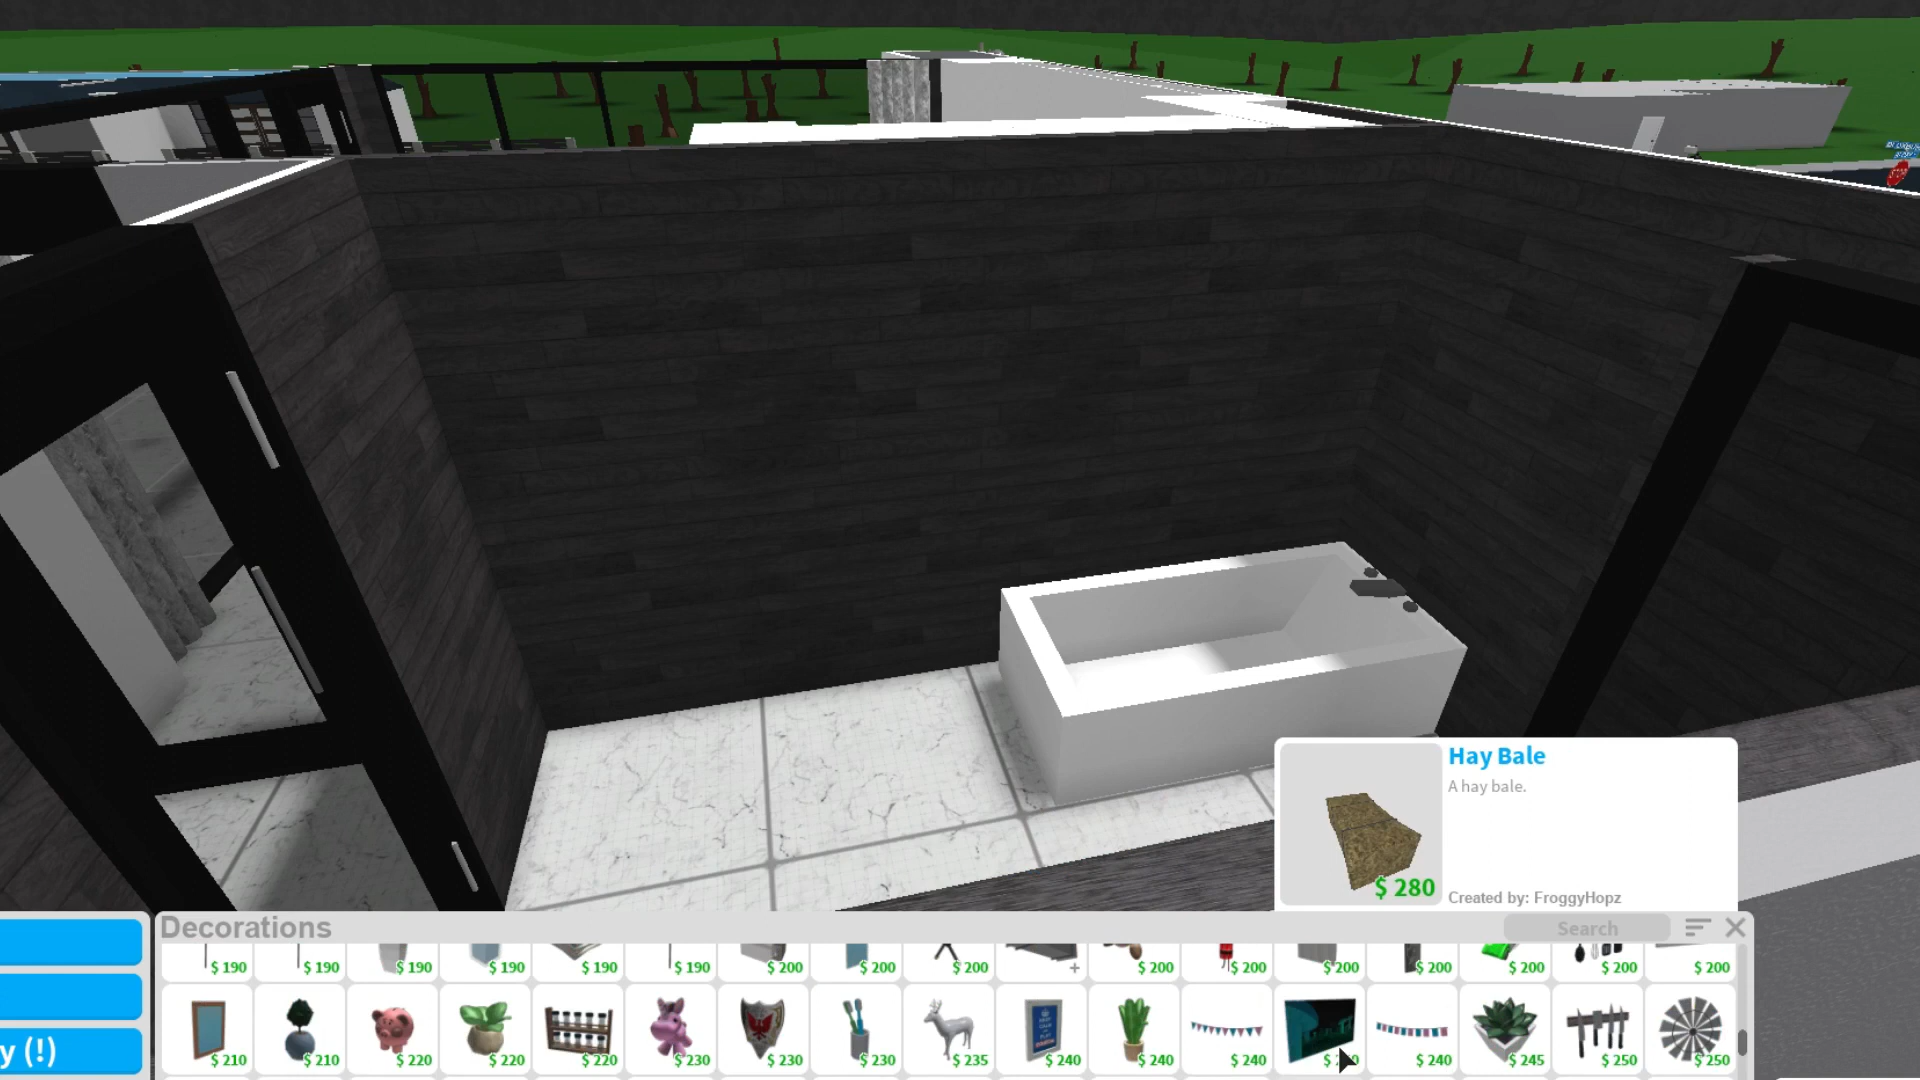 STOP
Hay Bale
A hay bale.
$ 280
Created by: FroggyHopz
Decorations
Search
$ 190 $ 190 $ 190 $ 190 $ 190 $ 190 $ 200 $ 200 $ 200 + $ 200 $ 200 $ 200 $ 200 $ 200 $ 200 $ 200
$ 210 $ 210 $ 220 $ 220 $ 220 $ 230 $ 230 $ 230 $ 235 $ 240 $ 240 $ 240 $ $ 240 $ 245 $ 250 $ 250
y (!)